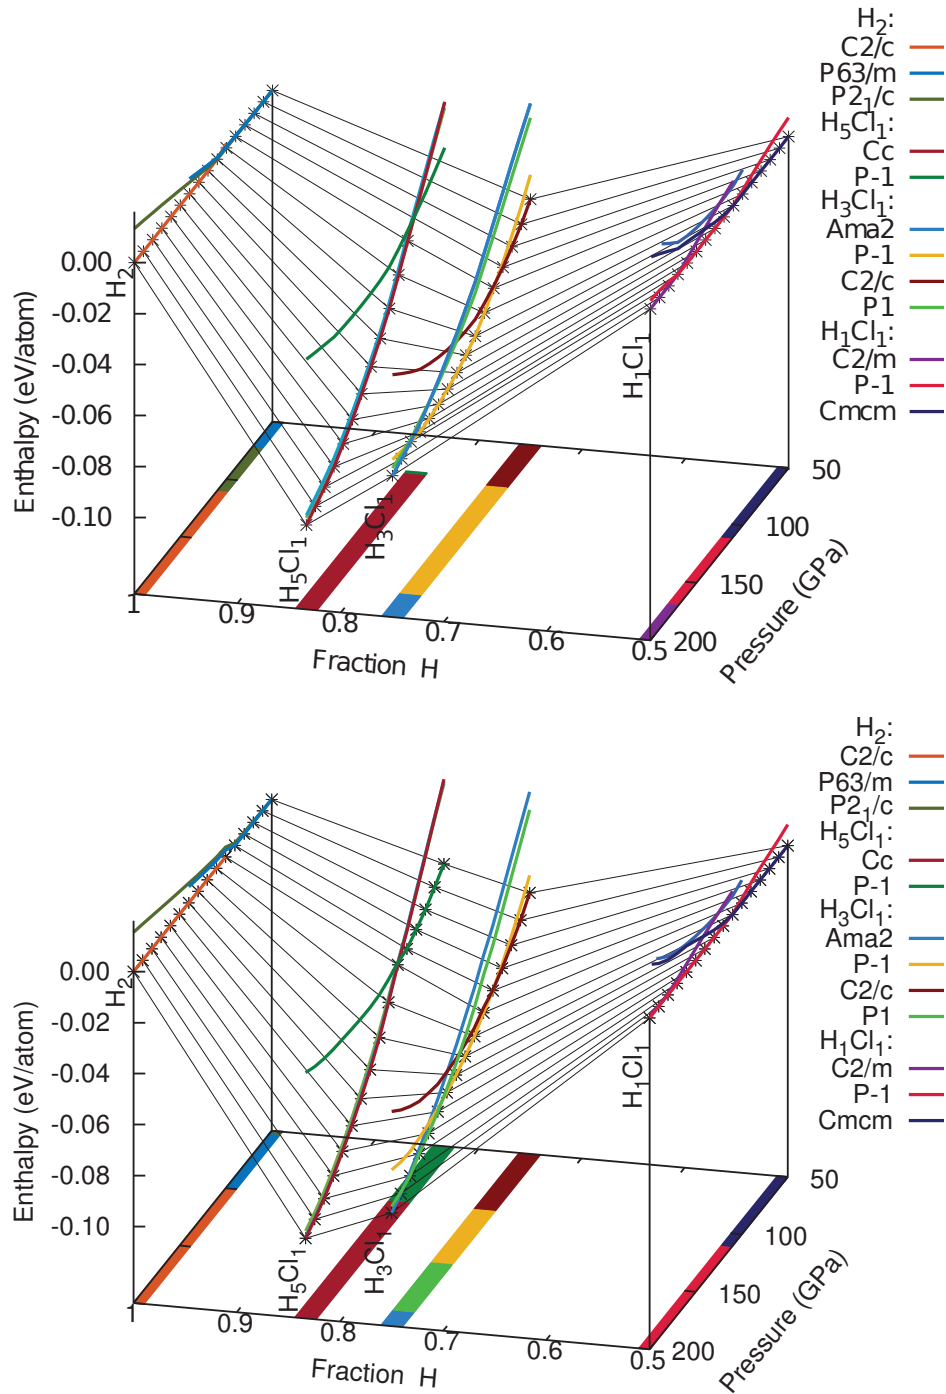 H2:
C2/c
P63/m
P21/c
H5Cl1:
Cc
P-1
H3Cl1:
Ama2
P-1
C2/c
P1
H1Cl1:
C2/m
P-1
Cmcm
Enthalpy (eV/atom)
0.00
-0.02
-0.04
-0.06
-0.08
-0.10
H2
H5Cl1
H3Cl1
H1Cl1
1
0.9
0.8
0.7
0.6
0.5
Fraction H
50
100
150
200
Pressure (GPa)
H2:
C2/c
P63/m
P21/c
H5Cl1:
Cc
P-1
H3Cl1:
Ama2
P-1
C2/c
P1
H1Cl1:
C2/m
P-1
Cmcm
Enthalpy (eV/atom)
0.00
-0.02
-0.04
-0.06
-0.08
-0.10
H2
H5Cl1
H3Cl1
H1Cl1
1
0.9
0.8
0.7
0.6
0.5
Fraction H
50
100
150
200
Pressure (GPa)